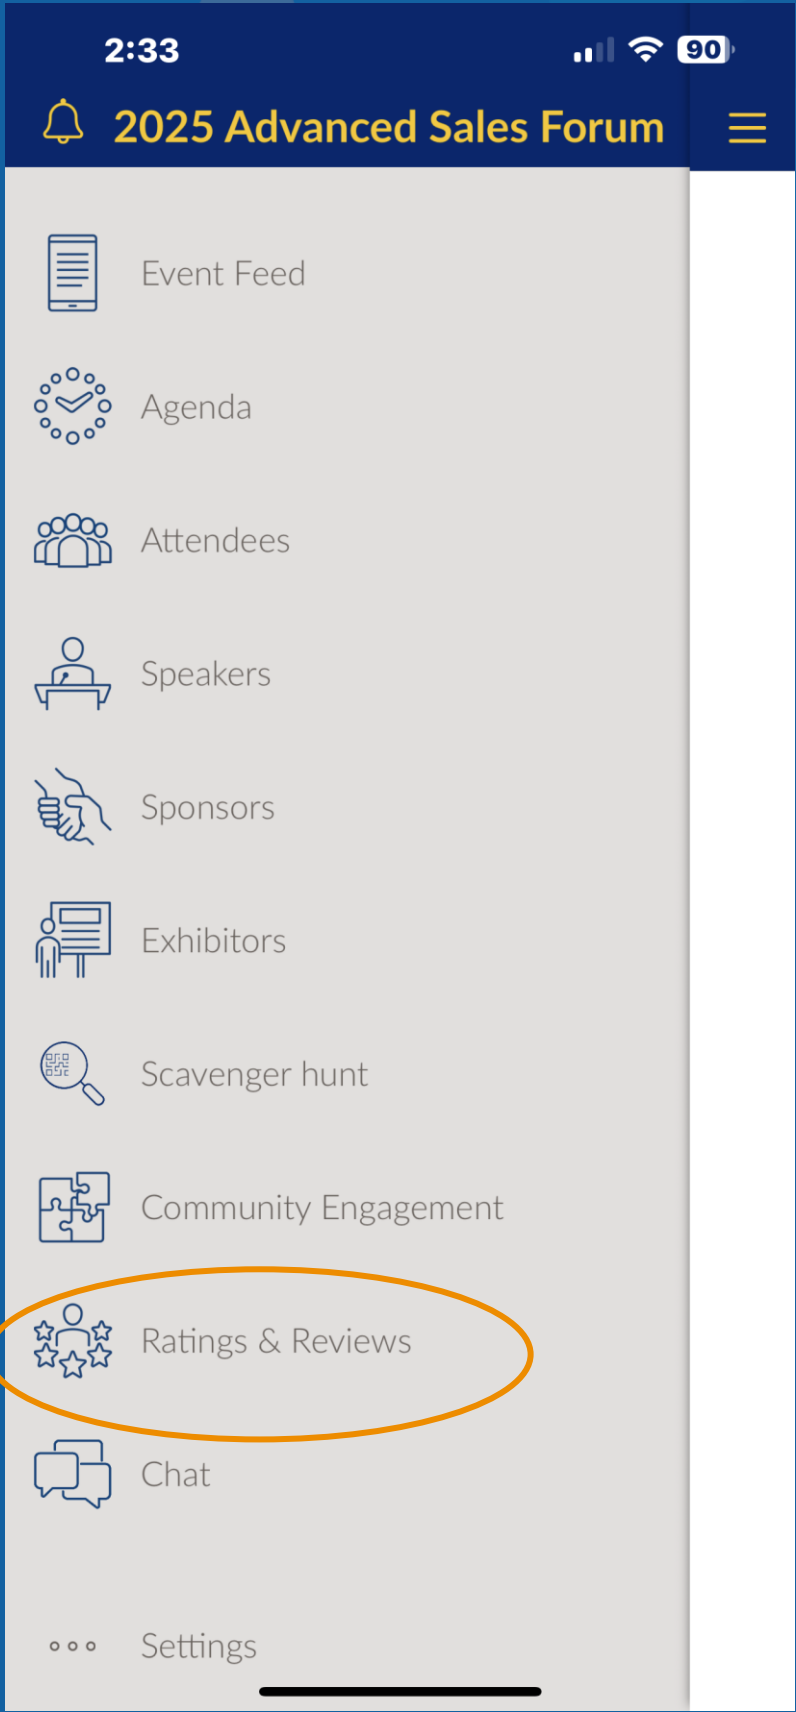 2:33
90
2025 Advanced Sales Forum
Event Feed
Agenda
Attendees
Speakers
Sponsors
Exhibitors
Scavenger hunt
Community Engagement
Ratings & Reviews
Chat
Settings